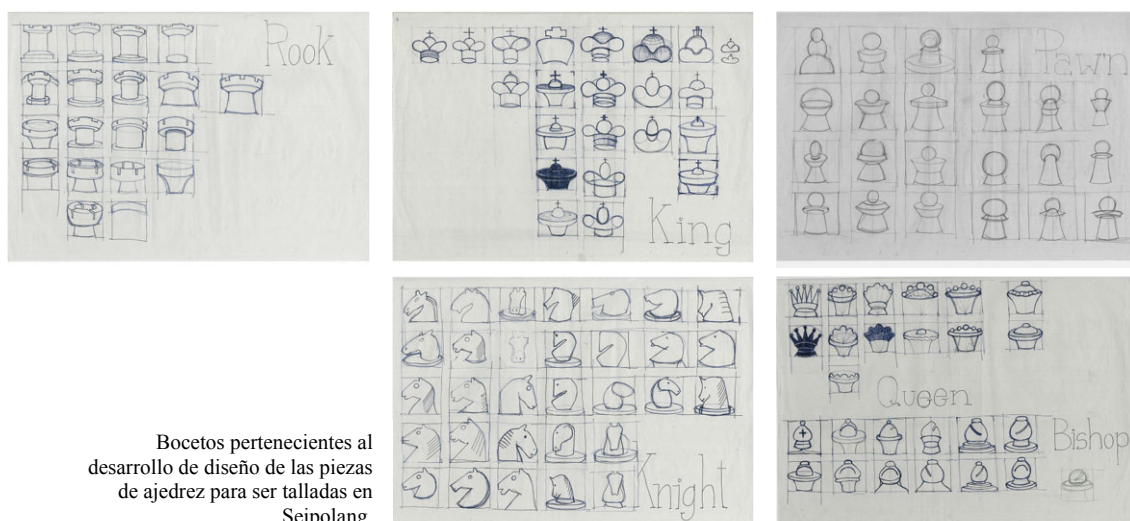 Rook
King
Pawn
Knight
Queen
Bishop
Bocetos pertenecientes al
desarrollo de diseño de las piezas
de ajedrez para ser talladas en
Seipolang.